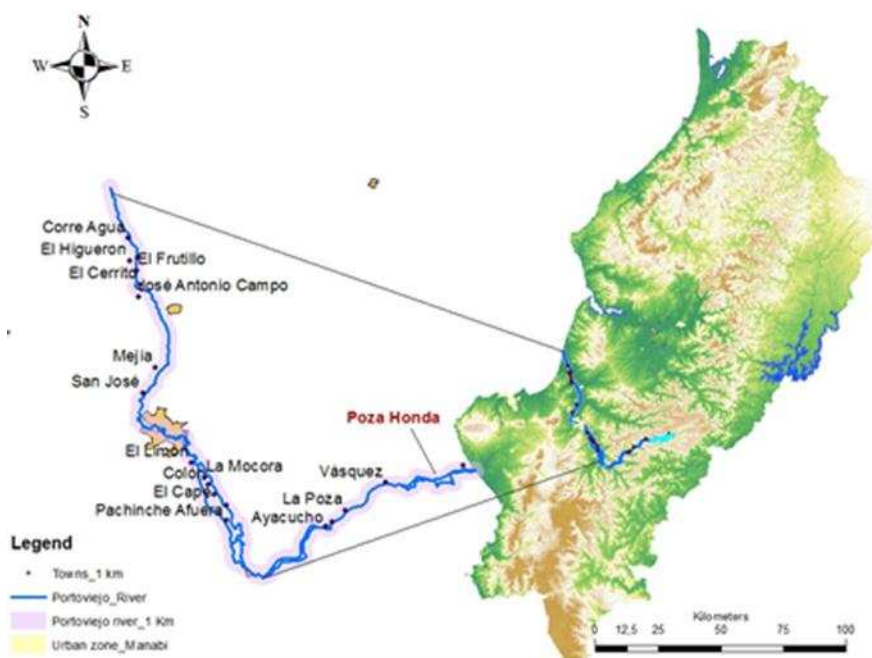 N
W E
S
Corre Agua
El Higueron
El Frutillo
El Cerrito
José Antonio Campo
Mejía
San José
Poza Honda
El Limón
La Mocora
Colón
Vásquez
El Cape
La Poza
Pachinche Afuera
Ayacucho
Legend
Towns_1 km
Portoviejo_River
Portoviejo river_1 Km
Urban zone_Manabi
Kilometers
0 12,5 25 50 75 100